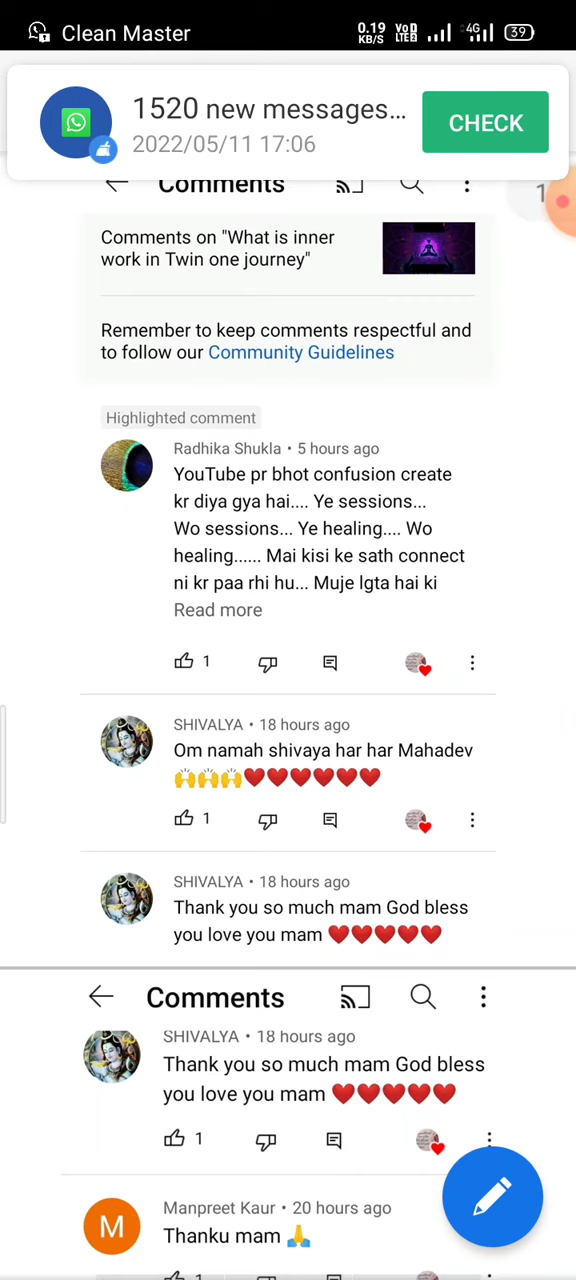 Clean Master
0.19
KB/S
Vo
LTE
4G
39
1520 new messages...
2022/05/11 17:06
CHECK
Comments
1
Comments on "What is inner
work in Twin one journey"
Remember to keep comments respectful and
to follow our Community Guidelines
Highlighted comment
Radhika Shukla • 5 hours ago
YouTube pr bhot confusion create
kr diya gya hai.... Ye sessions...
Wo sessions... Ye healing.... Wo
healing...... Mai kisi ke sath connect
ni kr paa rhi hu... Muje lgta hai ki
Read more
1
SHIVALYA • 18 hours ago
Om namah shivaya har har Mahadev
🙌🙌🙌❤️❤️❤️❤️❤️❤️
1
SHIVALYA • 18 hours ago
Thank you so much mam God bless
you love you mam ❤️❤️❤️❤️❤️
Comments
SHIVALYA • 18 hours ago
Thank you so much mam God bless
you love you mam ❤️❤️❤️❤️❤️
1
M
Manpreet Kaur • 20 hours ago
Thanku mam 🙏
1